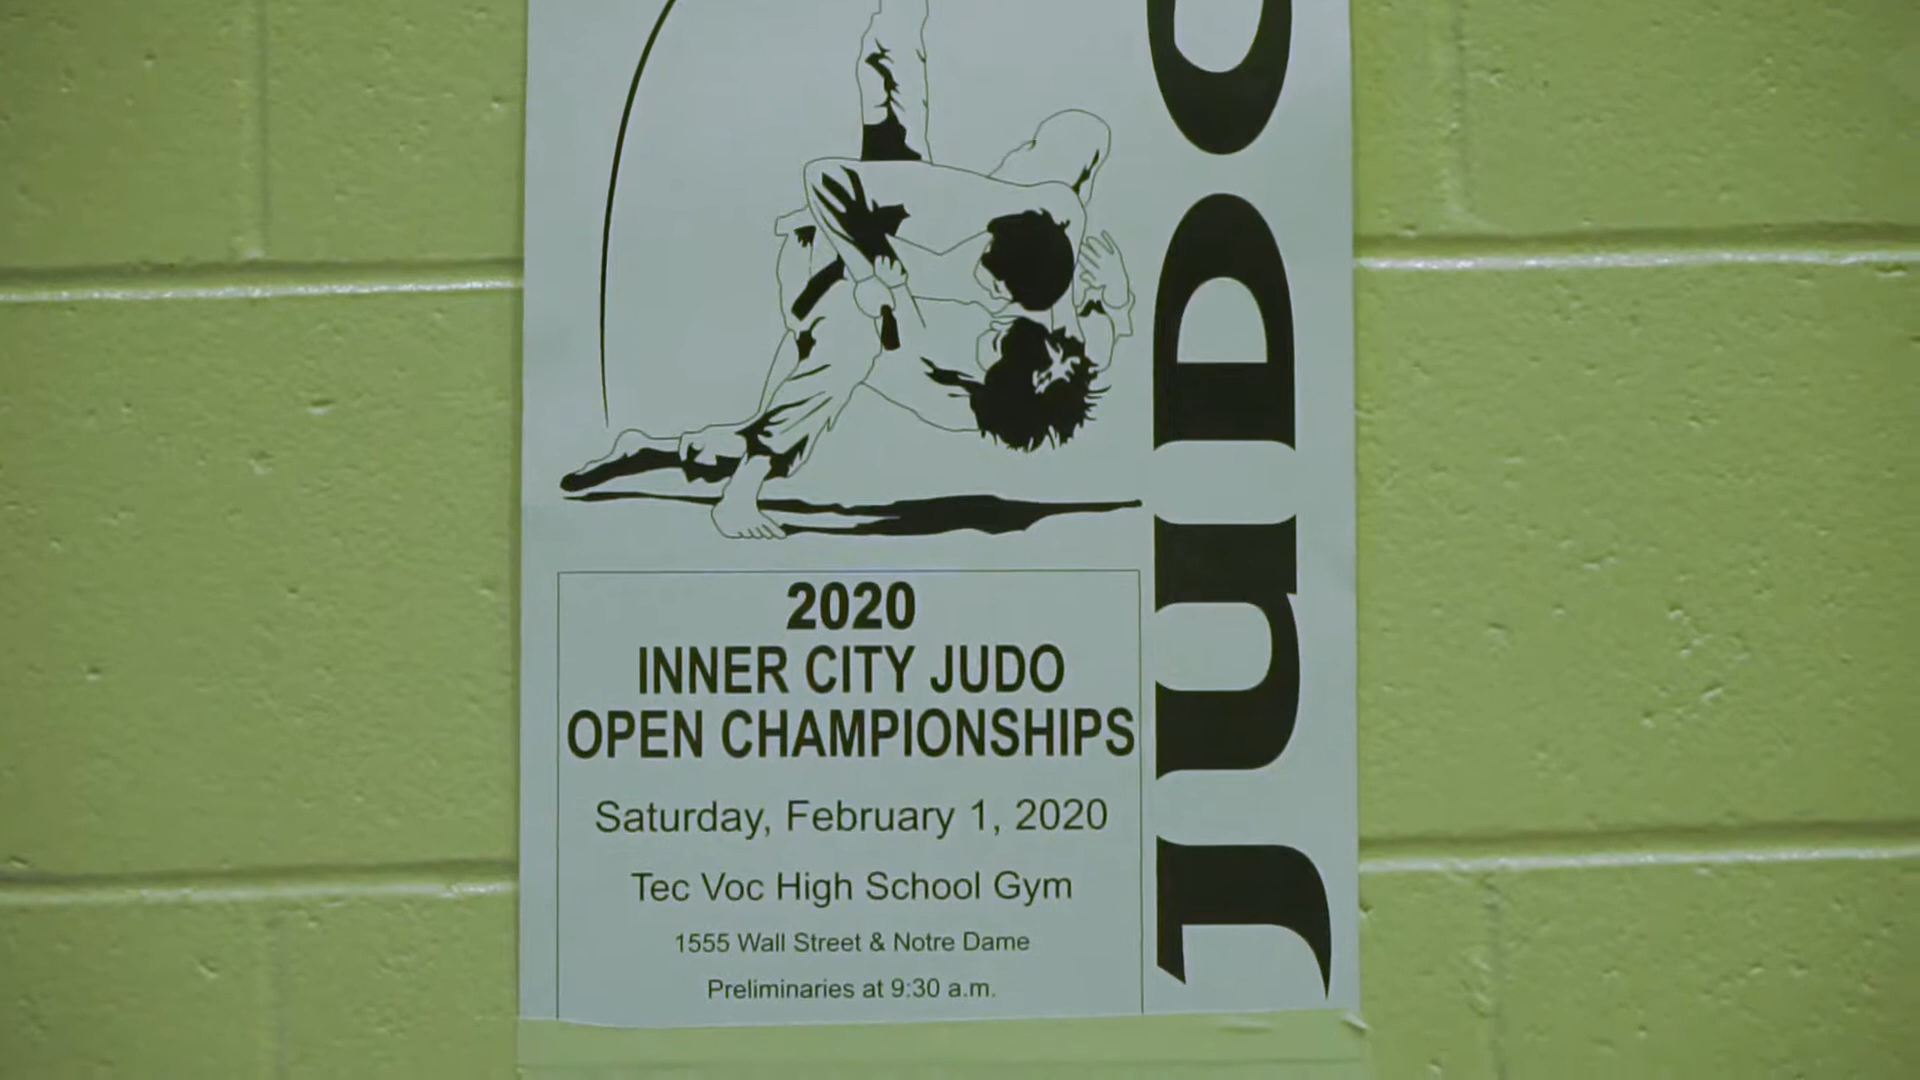 JUDO
2020
INNER CITY JUDO
OPEN CHAMPIONSHIPS
Saturday, February 1, 2020
Tec Voc High School Gym
1555 Wall Street & Notre Dame
Preliminaries at 9:30 a.m.